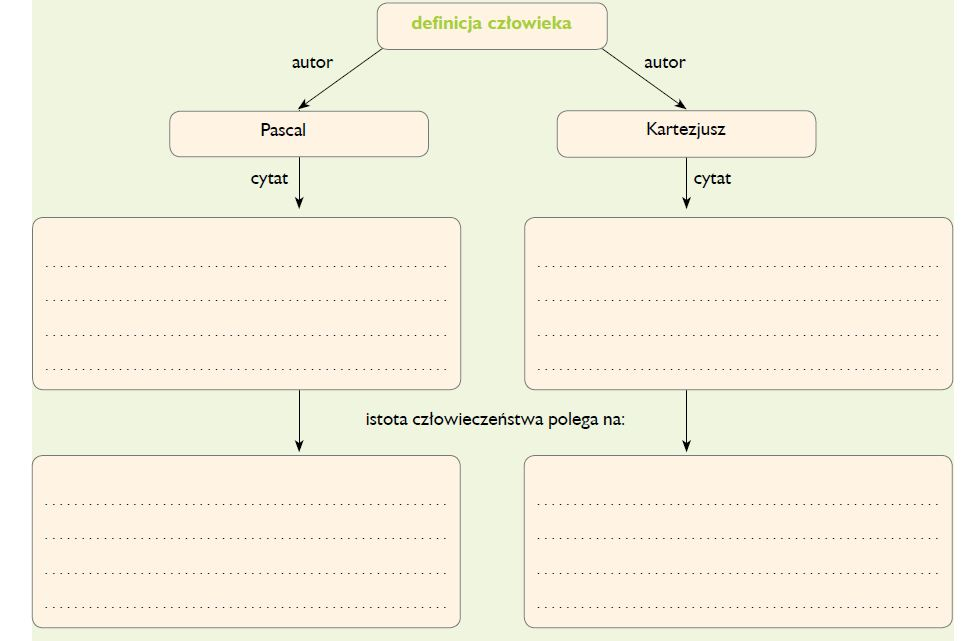 definicja człowieka
autor autor
Pascal Kartezjusz
cytat cytat
istota człowieczeństwa polega na: